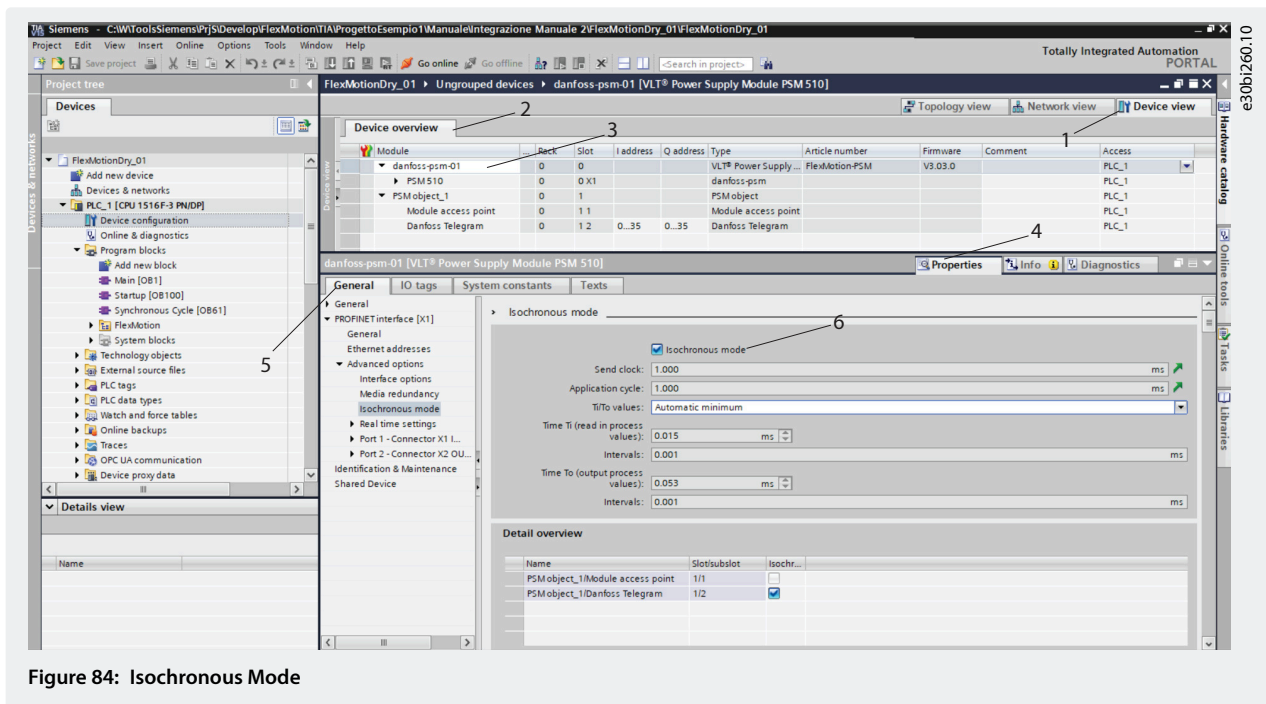 Siemens - C:\W\ToolsSiemens\PrjS\Develop\FlexMotion\TIA\ProgettoEsempio1\Manuale\Integrazione Manuale 2\FlexMotionDry_01\FlexMotionDry_01
Project Edit View Insert Online Options Tools Window Help
Totally Integrated Automation
PORTAL
Save project Go online Go offline <Search in project>
e30bi260.10
Project tree
FlexMotionDry_01 Ungrouped devices danfoss-psm-01 [VLT® Power Supply Module PSM 510]
Devices
Topology view Network view Device view
2
Device overview
3
1
Module ... Rack Slot I address Q address Type Article number Firmware Comment Access
danfoss-psm-01 0 0 VLT® Power Supply ... FlexMotion-PSM V3.03.0 PLC_1
PSM 510 0 0 X1 danfoss-psm PLC_1
PSM object_1 0 1 PSM object PLC_1
Module access point 0 1 1 Module access point PLC_1
Danfoss Telegram 0 1 2 0...35 0...35 Danfoss Telegram PLC_1
4
Devices & networks
Device view
FlexMotionDry_01
Add new device
Devices & networks
PLC_1 [CPU 1516F-3 PN/DP]
Device configuration
Online & diagnostics
Program blocks
Add new block
Main [OB1]
Startup [OB100]
Synchronous Cycle [OB61]
FlexMotion
System blocks
Technology objects
External source files
PLC tags
PLC data types
Watch and force tables
Online backups
Traces
OPC UA communication
Device proxy data
5
Details view
Name
danfoss-psm-01 [VLT® Power Supply Module PSM 510]
Properties Info Diagnostics
General IO tags System constants Texts
General
PROFINET interface [X1]
General
Ethernet addresses
Advanced options
Interface options
Media redundancy
Isochronous mode
Real time settings
Port 1 - Connector X1 I...
Port 2 - Connector X2 OU...
Identification & Maintenance
Shared Device
Isochronous mode
6
Isochronous mode
Send clock: 1.000 ms
Application cycle: 1.000 ms
Ti/To values: Automatic minimum
Time Ti (read in process
values): 0.015 ms
Intervals: 0.001 ms
Time To (output process
values): 0.053 ms
Intervals: 0.001 ms
Detail overview
Name Slot/subslot Isochr...
PSM object_1/Module access point 1/1
PSM object_1/Danfoss Telegram 1/2
Hardware catalog
Online tools
Tasks
Libraries
Figure 84: Isochronous Mode